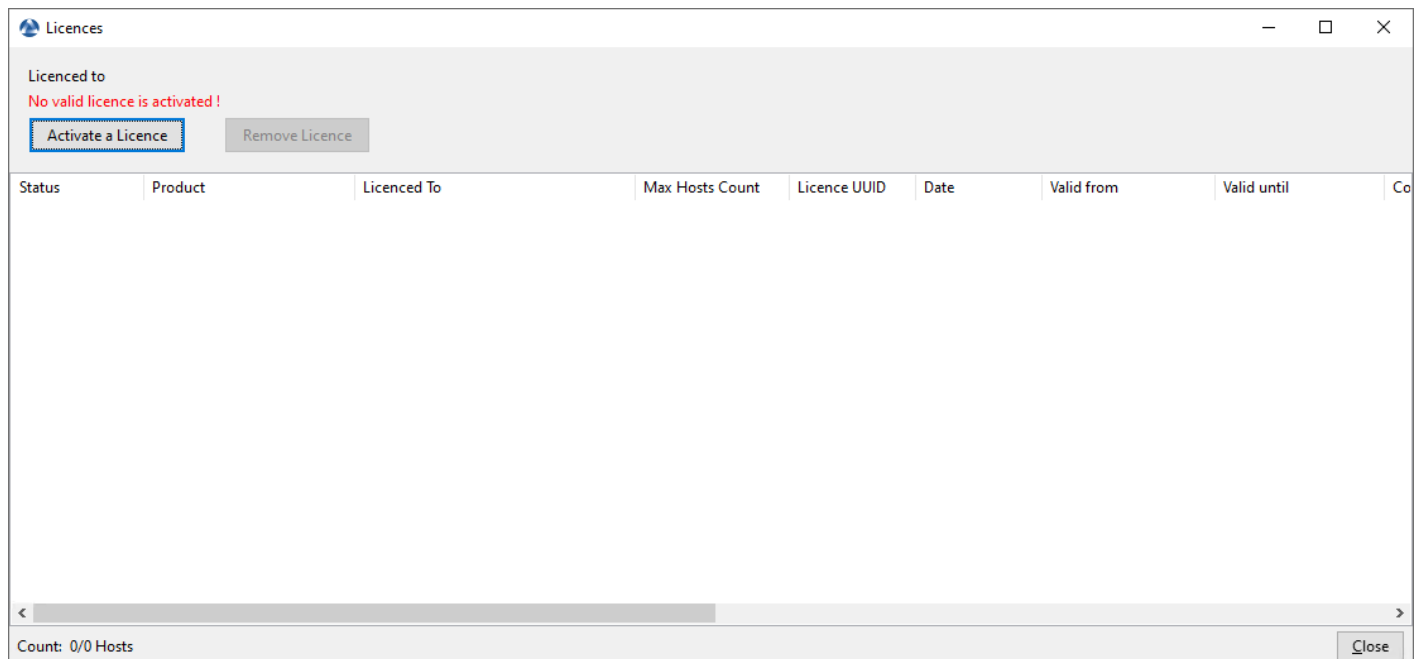 Licences
Licenced to
No valid licence is activated !
Activate a Licence Remove Licence
Status Product Licenced To Max Hosts Count Licence UUID Date Valid from Valid until Co
Count: 0/0 Hosts Close